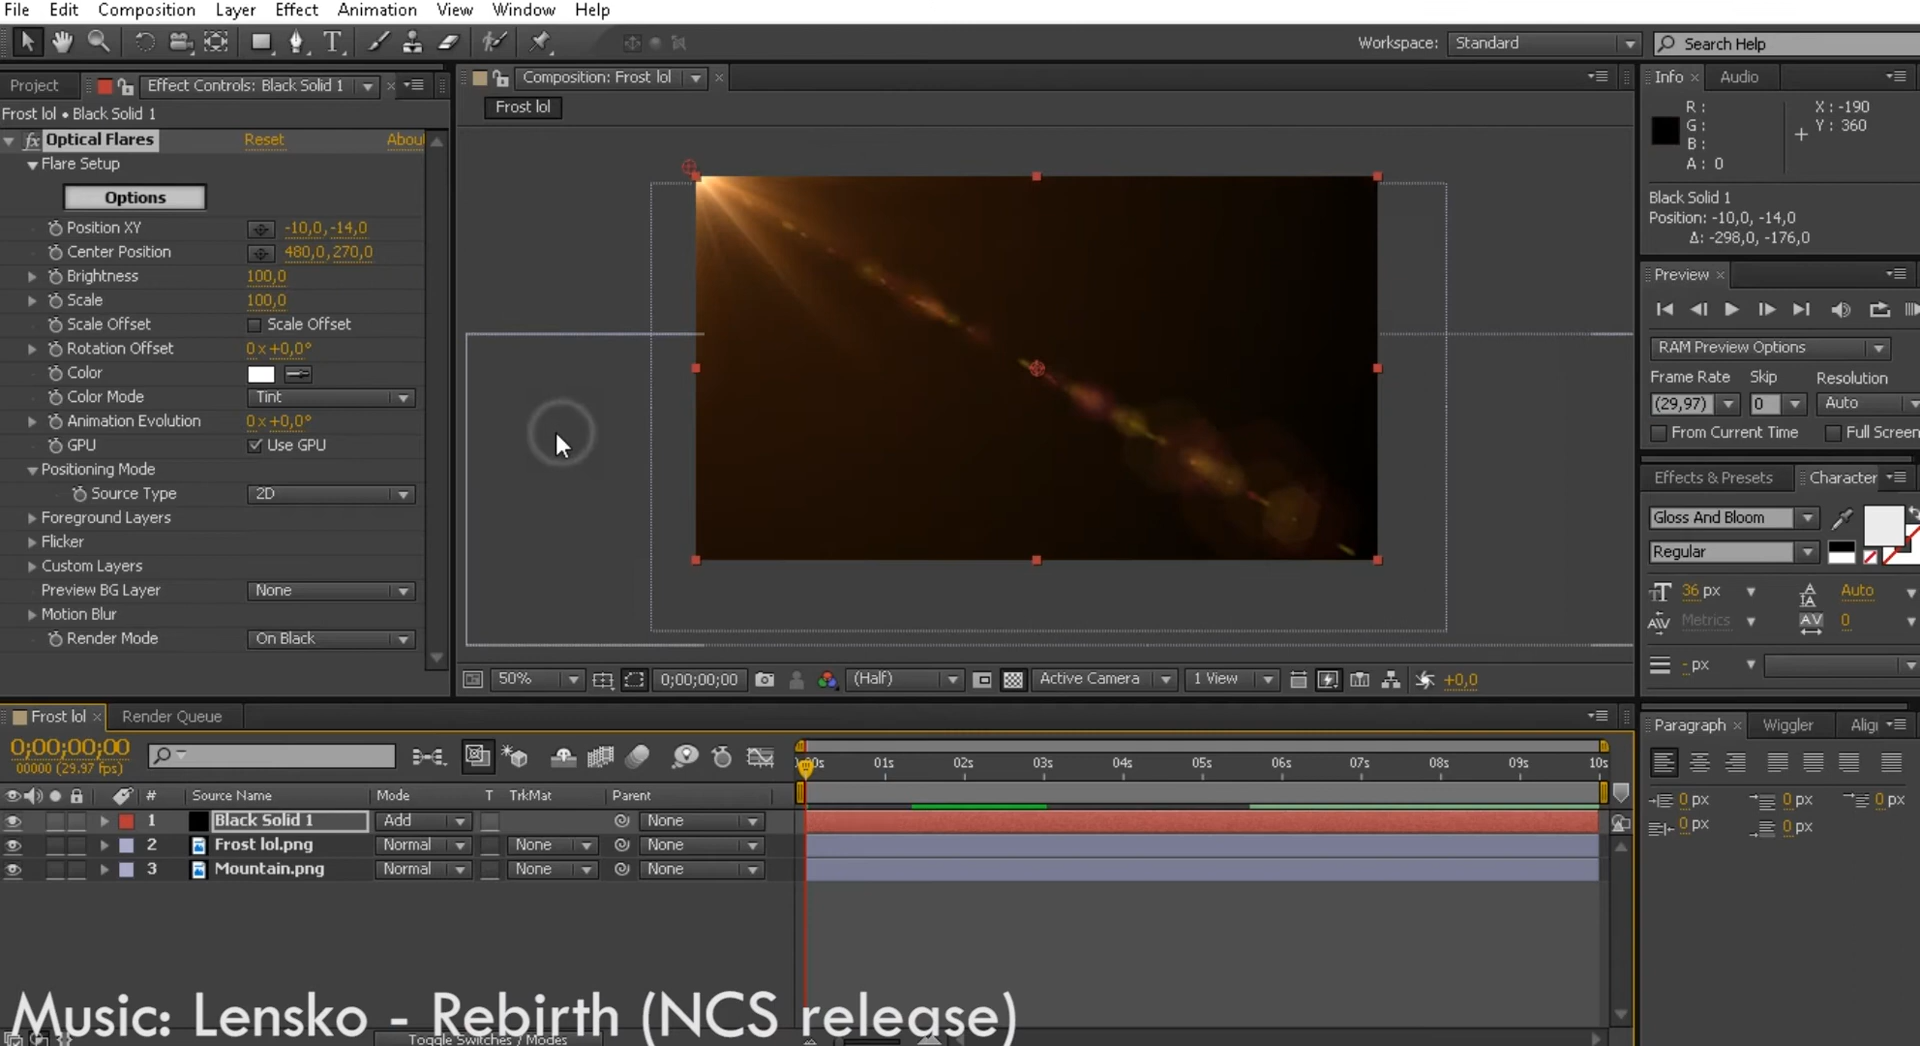 File Edit Composition Layer Effect Animation View Window Help
Workspace: Standard Search Help
Project Effect Controls: Black Solid 1
Frost lol • Black Solid 1
Optical Flares Reset Abou
Flare Setup
Options
Position XY -10,0,-14,0
Center Position 480,0,270,0
Brightness 100,0
Scale 100,0
Scale Offset Scale Offset
Rotation Offset 0x+0,0°
Color
Color Mode Tint
Animation Evolution 0x+0,0°
GPU Use GPU
Positioning Mode
Source Type 2D
Foreground Layers
Flicker
Custom Layers
Preview BG Layer None
Motion Blur
Render Mode On Black
Composition: Frost lol
Frost lol
50% 0;00;00;00 (Half) Active Camera 1 View +0,0
Info Audio
R : X : -190
G : Y : 360
B :
A : 0
Black Solid 1
Position: -10,0, -14,0
Δ: -298,0, -176,0
Preview
RAM Preview Options
Frame Rate Skip Resolution
(29,97) 0 Auto
From Current Time Full Screen
Effects & Presets Character
Gloss And Bloom
Regular
36 px Auto
Metrics 0
- px
Frost lol Render Queue
0;00;00;00
00000 (29.97 fps)
:00s 01s 02s 03s 04s 05s 06s 07s 08s 09s 10s
# Source Name Mode T TrkMat Parent
1 Black Solid 1 Add None
2 Frost lol.png Normal None None
3 Mountain.png Normal None None
Paragraph Wiggler Aligi
0 px 0 px 0 px
0 px 0 px
Music: Lensko - Rebirth (NCS release)
Toggle Switches / Modes